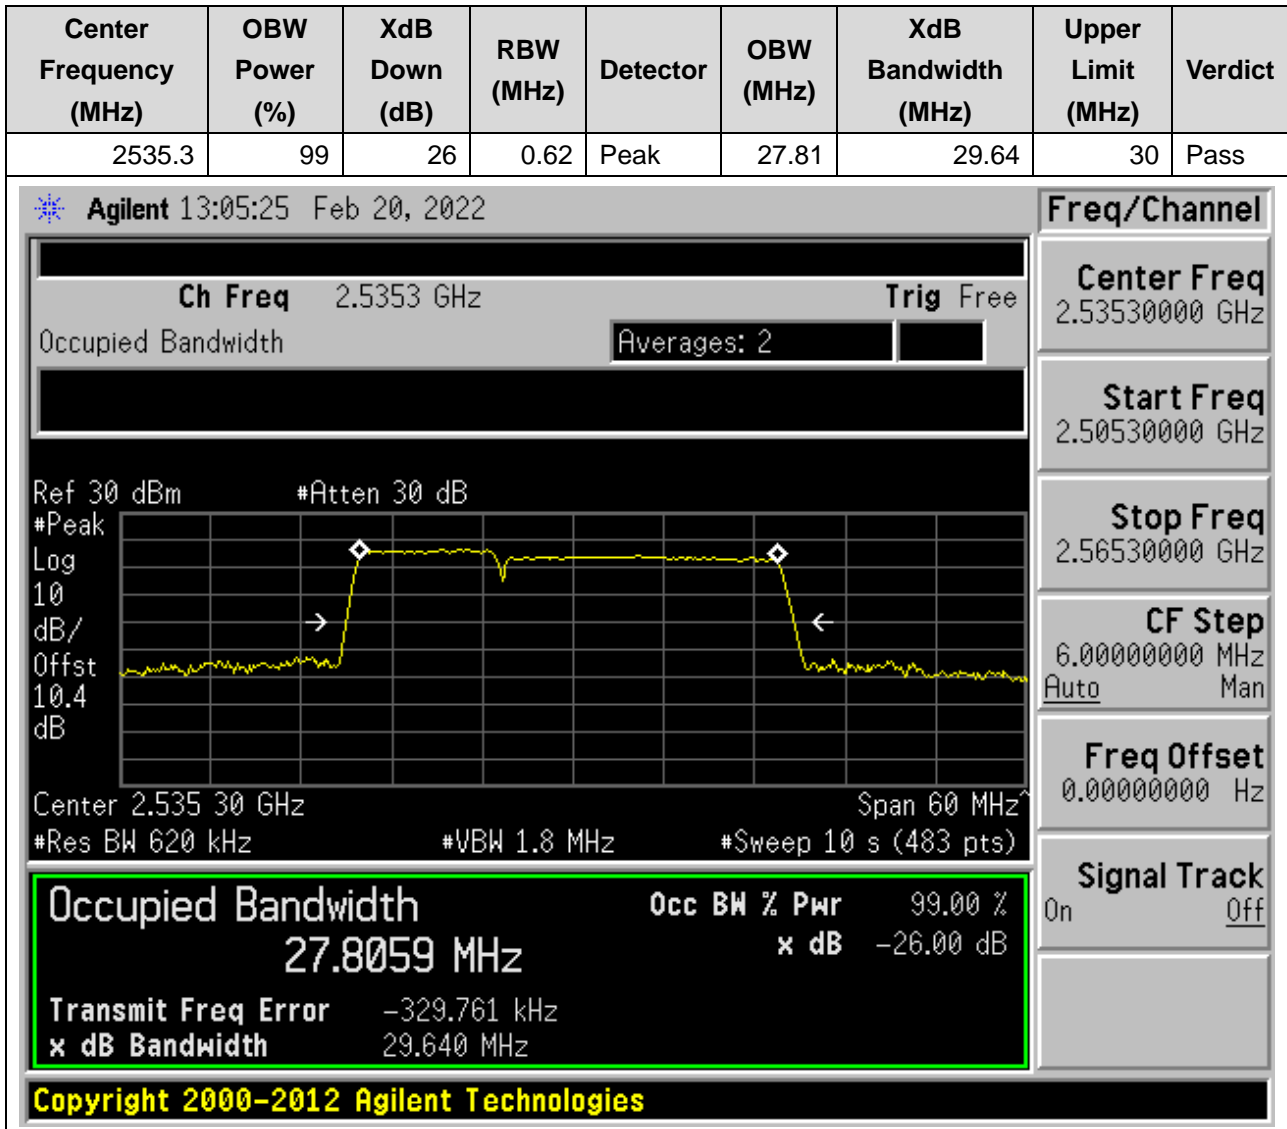 Center Frequency (MHz) OBW Power (%) XdB Down (dB) RBW (MHz) Detector OBW (MHz) XdB Bandwidth (MHz) Upper Limit (MHz) Verdict
2535.3 99 26 0.62 Peak 27.81 29.64 30 Pass
Agilent 13:05:25 Feb 20, 2022
Freq/Channel
Ch Freq 2.5353 GHz Trig Free
Occupied Bandwidth Averages: 2
Center Freq
2.53530000 GHz
Start Freq
2.50530000 GHz
Stop Freq
2.56530000 GHz
CF Step
6.00000000 MHz
Auto Man
Freq Offset
0.00000000 Hz
Signal Track
On Off
Ref 30 dBm #Atten 30 dB
#Peak
Log
10
dB/
Offst
10.4
dB
Center 2.535 30 GHz Span 60 MHz^
#Res BW 620 kHz #VBW 1.8 MHz #Sweep 10 s (483 pts)
Occupied Bandwidth Occ BW % Pwr 99.00 %
27.8059 MHz x dB -26.00 dB
Transmit Freq Error -329.761 kHz
x dB Bandwidth 29.640 MHz
Copyright 2000-2012 Agilent Technologies